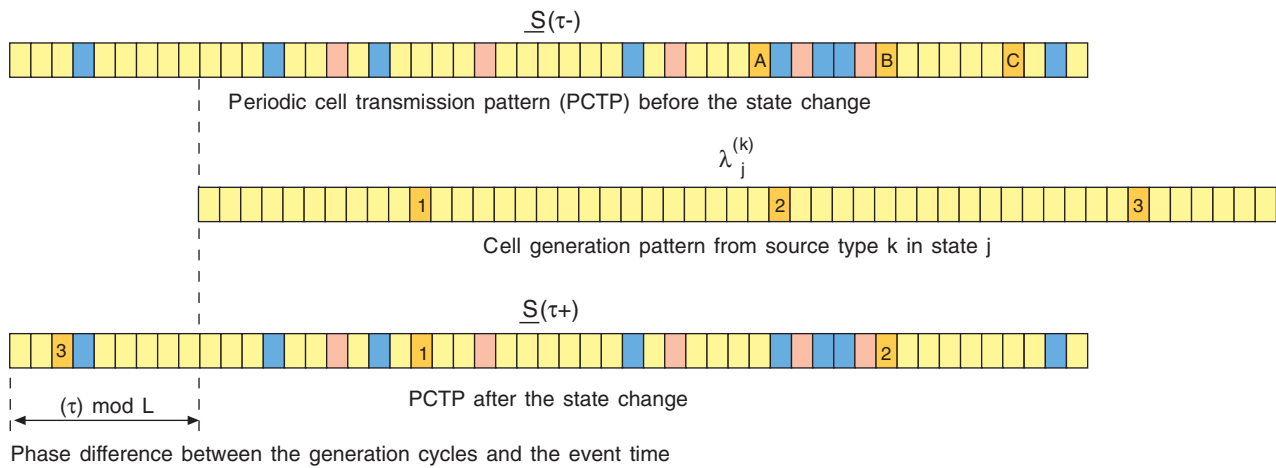 S(τ-)
A B C
Periodic cell transmission pattern (PCTP) before the state change
λ j (k)
1 2 3
Cell generation pattern from source type k in state j
S(τ+)
3 1 2
PCTP after the state change
(τ) mod L
Phase difference between the generation cycles and the event time